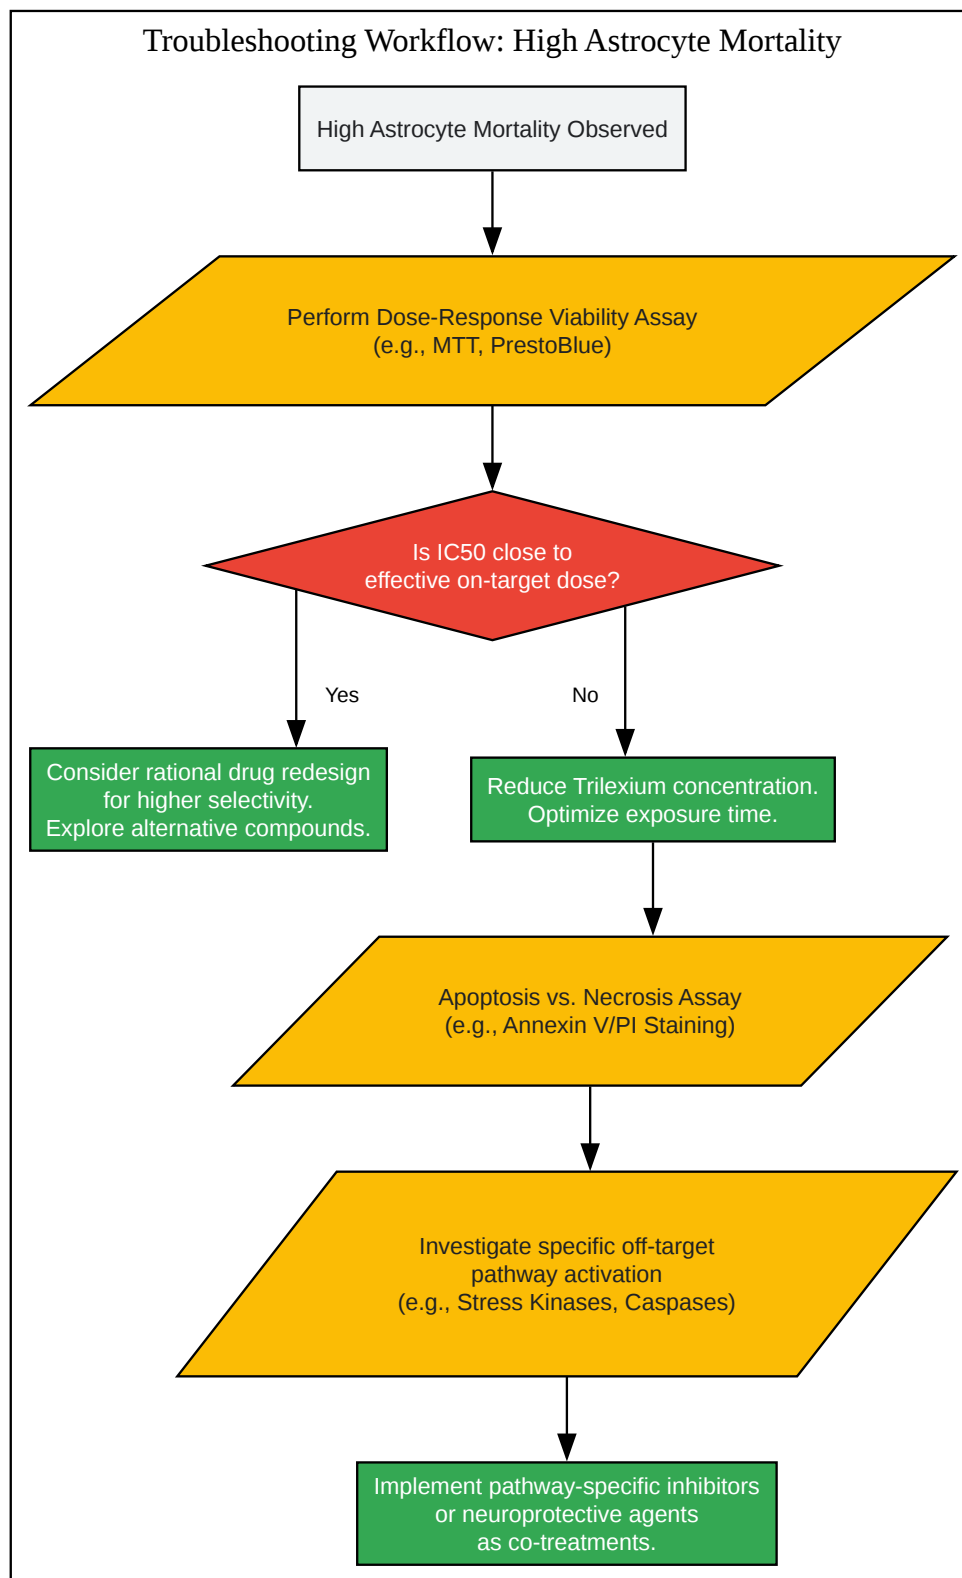 Troubleshooting Workflow: High Astrocyte Mortality
High Astrocyte Mortality Observed
Perform Dose-Response Viability Assay
(e.g., MTT, PrestoBlue)
Is IC50 close to
effective on-target dose?
Yes
No
Consider rational drug redesign
for higher selectivity.
Explore alternative compounds.
Reduce Trilexium concentration.
Optimize exposure time.
Apoptosis vs. Necrosis Assay
(e.g., Annexin V/PI Staining)
Investigate specific off-target
pathway activation
(e.g., Stress Kinases, Caspases)
Implement pathway-specific inhibitors
or neuroprotective agents
as co-treatments.